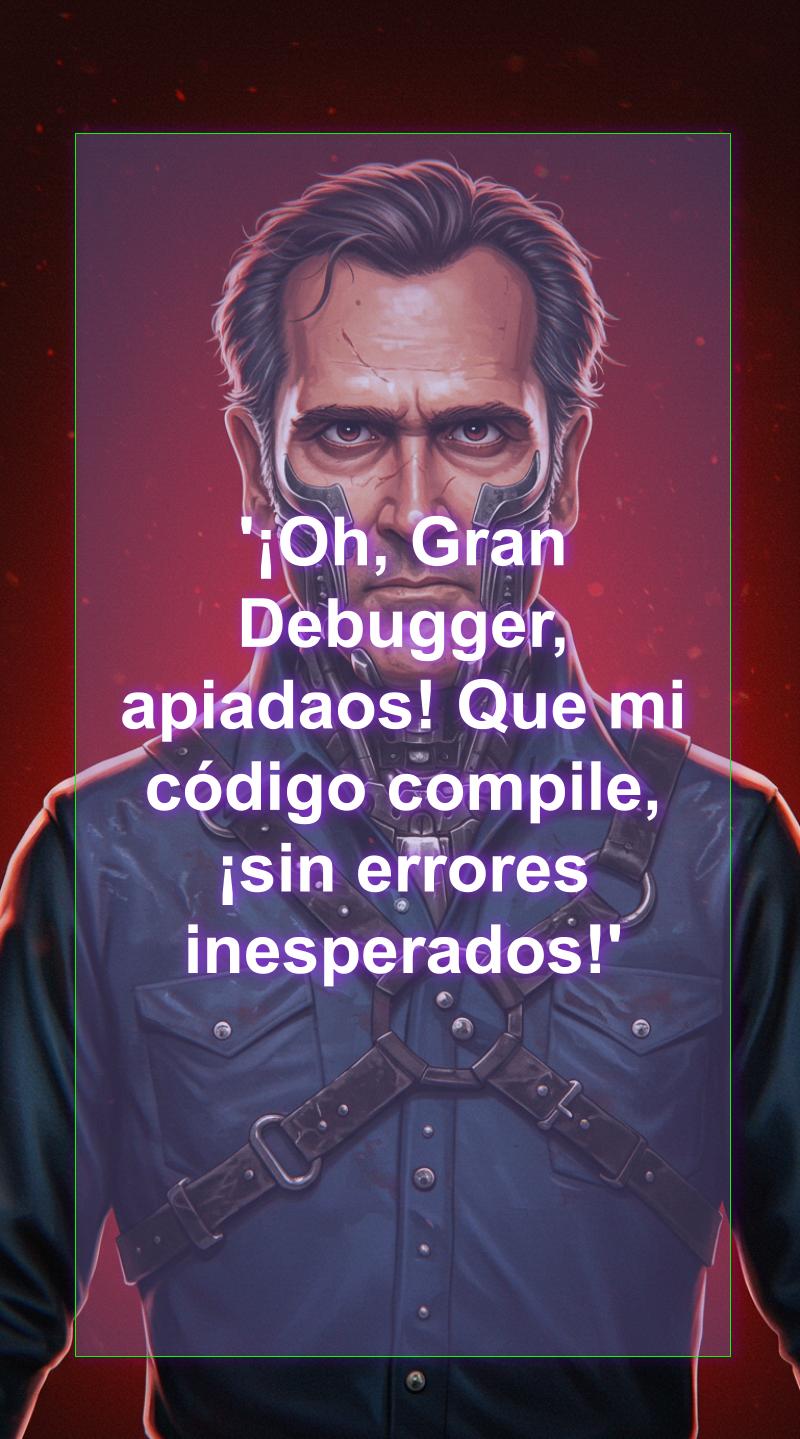 '¡Oh, Gran
Debugger,
apiadaos! Que mi
código compile,
¡sin errores
inesperados!'